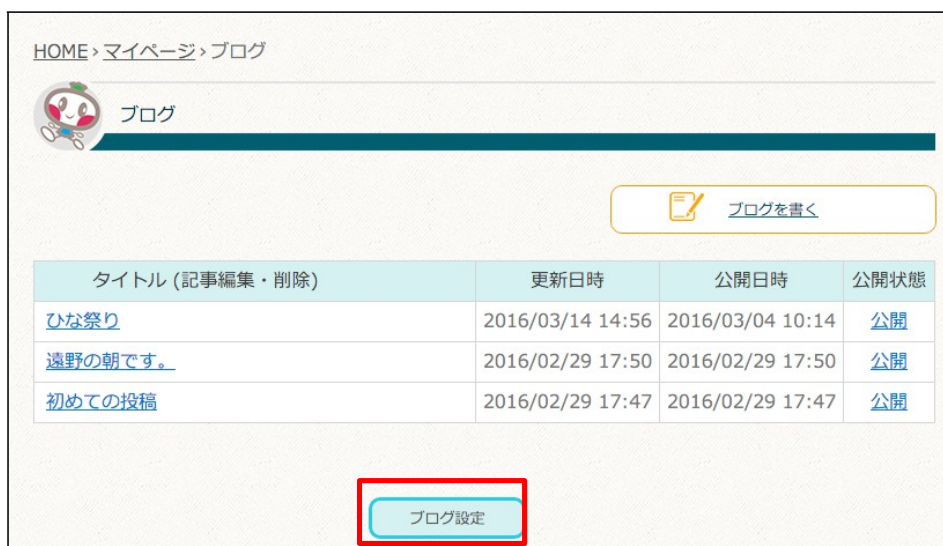 HOME›マイページ›ブログ
ブログ
ブログを書く
タイトル (記事編集・削除) 更新日時 公開日時 公開状態
ひな祭り 2016/03/14 14:56 2016/03/04 10:14 公開
遠野の朝です。 2016/02/29 17:50 2016/02/29 17:50 公開
初めての投稿 2016/02/29 17:47 2016/02/29 17:47 公開
ブログ設定